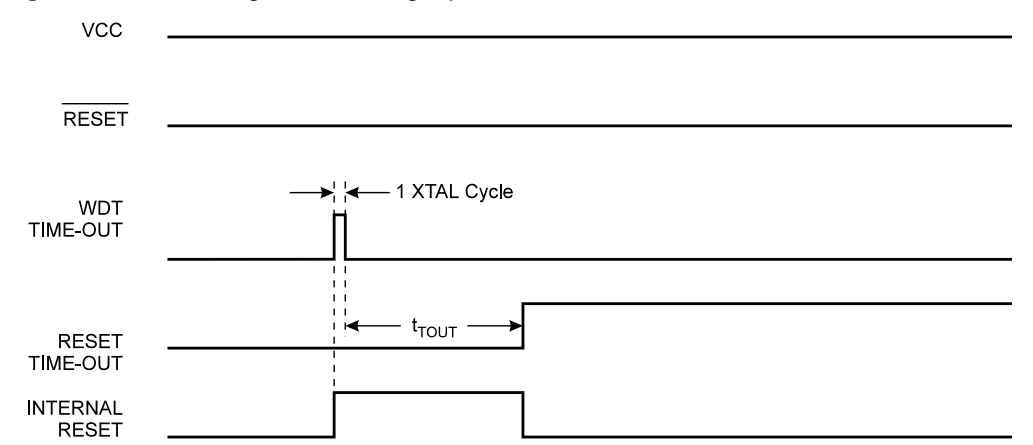 VCC
RESET
1 XTAL Cycle
WDT
TIME-OUT
tTOUT
RESET
TIME-OUT
INTERNAL
RESET